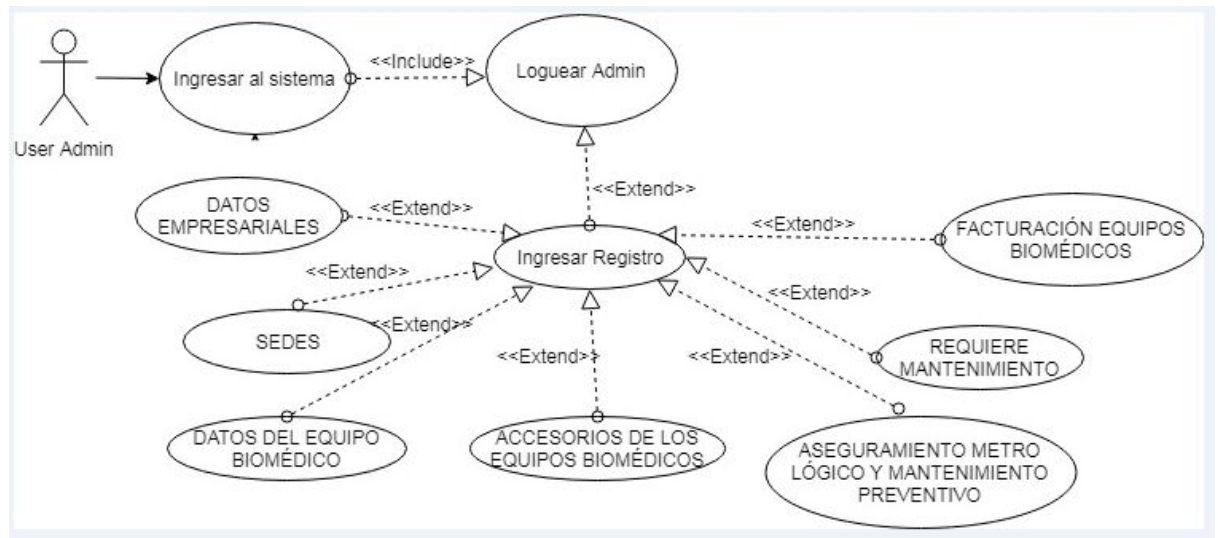 <<Include>>
Ingresar al sistema
Loguear Admin
User Admin
<<Extend>>
DATOS
EMPRESARIALES
<<Extend>>
<<Extend>>
FACTURACIÓN EQUIPOS
BIOMÉDICOS
Ingresar Registro
<<Extend>>
SEDES
<<Extend>>
<<Extend>>
<<Extend>>
<<Extend>>
REQUIERE
MANTENIMIENTO
DATOS DEL EQUIPO
BIOMÉDICO
ACCESORIOS DE LOS
EQUIPOS BIOMÉDICOS
ASEGURAMIENTO METRO
LÓGICO Y MANTENIMIENTO
PREVENTIVO